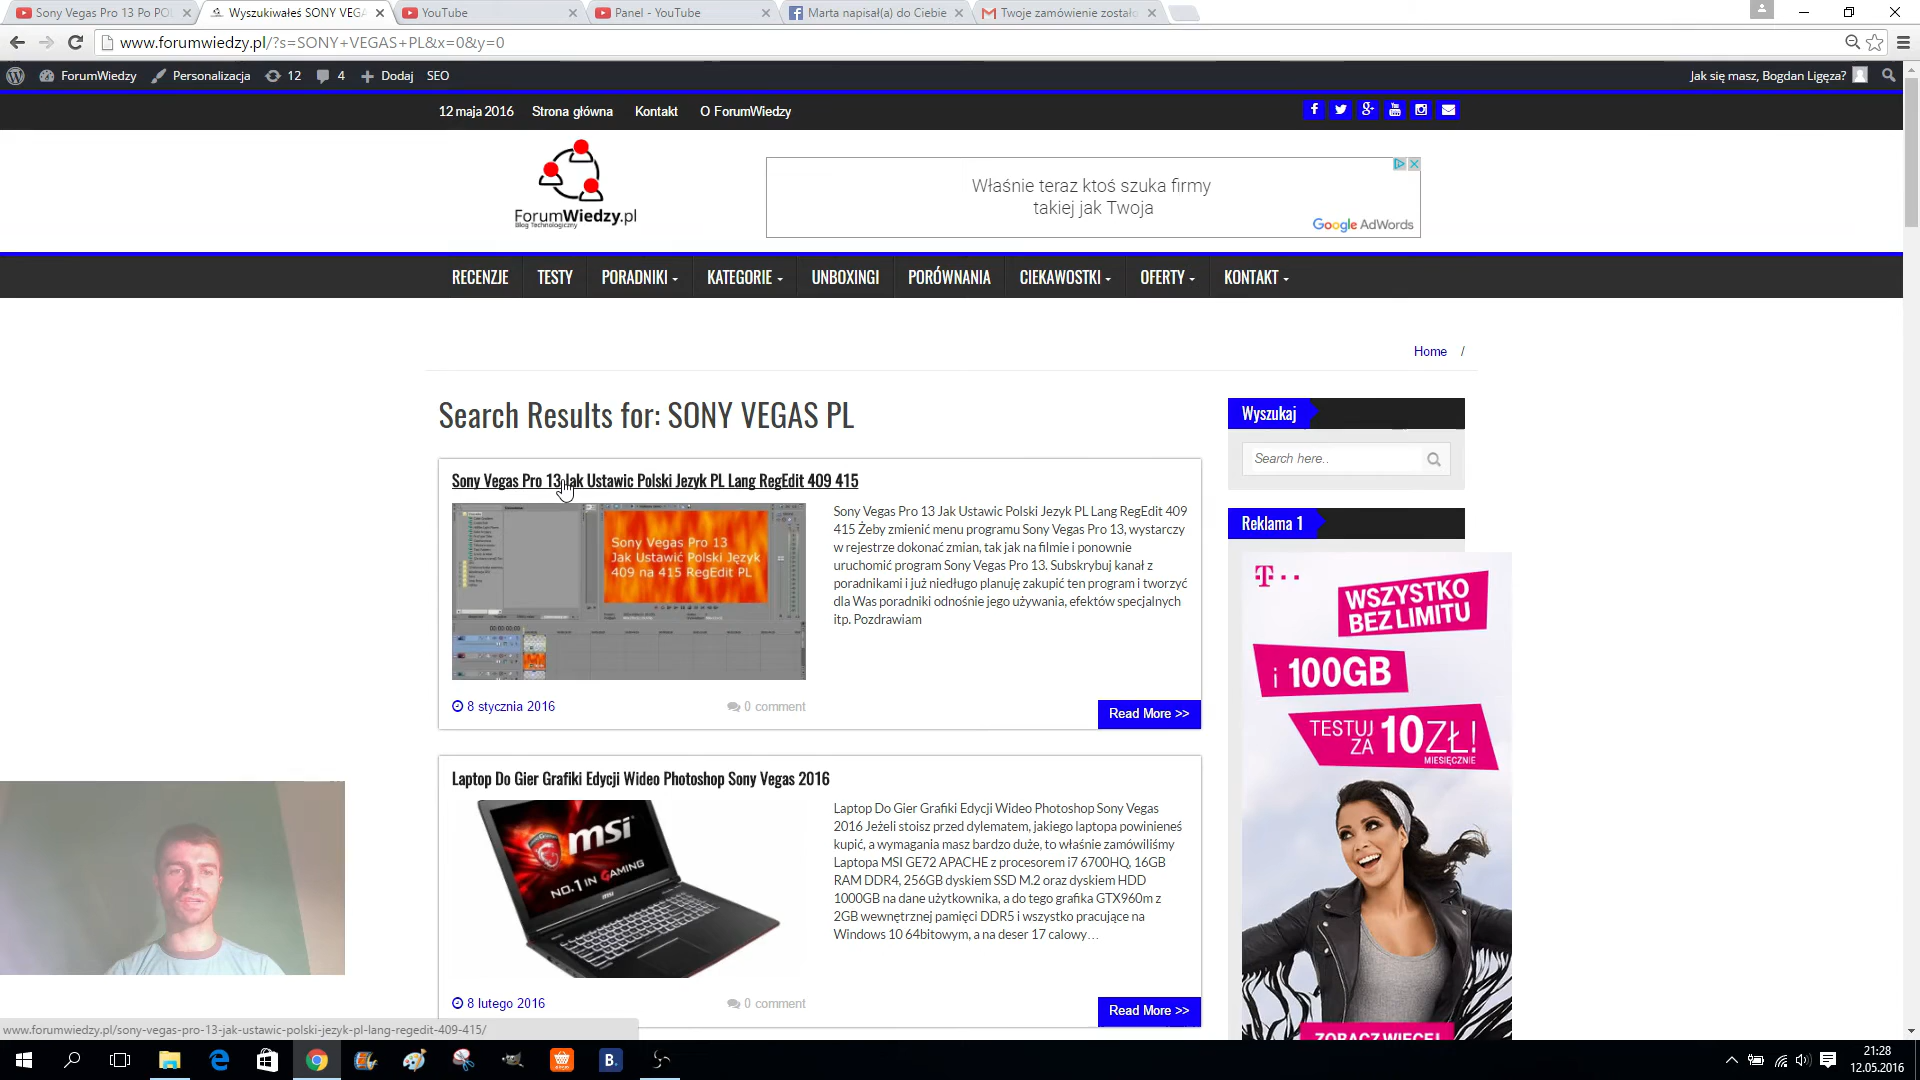 Sony Vegas Pro 13 Po PO
Wyszukiwałeś SONY VEGA
YouTube
Panel - YouTube
Marta napisał(a) do Ciebie
Twoje zamówienie został
www.forumwiedzy.pl/?s=SONY+VEGAS+PL&x=0&y=0
ForumWiedzy
Personalizacja
12
4
Dodaj
SEO
Jak się masz, Bogdan Ligęza?
12 maja 2016
Strona główna
Kontakt
O ForumWiedzy
ForumWiedzy.pl
Blog Technologiczny
Właśnie teraz ktoś szuka firmy
takiej jak Twoja
Google AdWords
RECENZJE
TESTY
PORADNIKI
KATEGORIE
UNBOXINGI
PORÓWNANIA
CIEKAWOSTKI
OFERTY
KONTAKT
Home /
Search Results for: SONY VEGAS PL
Sony Vegas Pro 13 Jak Ustawic Polski Jezyk PL Lang RegEdit 409 415
Sony Vegas Pro 13
Jak Ustawić Polski Język
409 na 415 RegEdit PL
Sony Vegas Pro 13 Jak Ustawic Polski Jezyk PL Lang RegEdit 409
415 Żeby zmienić menu programu Sony Vegas Pro 13, wystarczy
w rejestrze dokonać zmian, tak jak na filmie i ponownie
uruchomić program Sony Vegas Pro 13. Subskrybuj kanał z
poradnikami i już niedługo planuję zakupić ten program i tworzyć
dla Was poradniki odnośnie jego używania, efektów specjalnych
itp. Pozdrawiam
8 stycznia 2016
0 comment
Read More >>
Laptop Do Gier Grafiki Edycji Wideo Photoshop Sony Vegas 2016
msi
NO.1 IN GAMING
Laptop Do Gier Grafiki Edycji Wideo Photoshop Sony Vegas
2016 Jeżeli stoisz przed dylematem, jakiego laptopa powinieneś
kupić, a wymagania masz bardzo duże, to właśnie zamówiliśmy
Laptopa MSI GE72 APACHE z procesorem i7 6700HQ, 16GB
RAM DDR4, 256GB dyskiem SSD M.2 oraz dyskiem HDD
1000GB na dane użytkownika, a do tego grafika GTX960m z
2GB wewnętrznej pamięci DDR5 i wszystko pracujące na
Windows 10 64bitowym, a na deser 17 calowy…
8 lutego 2016
0 comment
Read More >>
Wyszukaj
Search here..
Reklama 1
WSZYSTKO
BEZ LIMITU
i 100GB
TESTUJ
ZA 10ZŁ!
MIESIĘCZNIE
ZOBACZ WIĘCEJ
www.forumwiedzy.pl/sony-vegas-pro-13-jak-ustawic-polski-jezyk-pl-lang-regedit-409-415/
21:28
12.05.2016